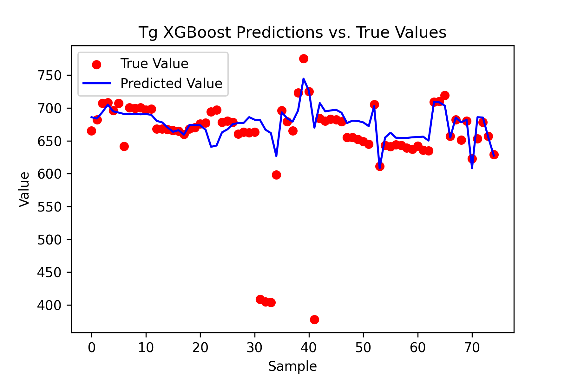 Tg XGBoost Predictions vs. True Values
True Value
Predicted Value
750
700
650
600
550
500
450
400
Value
0 10 20 30 40 50 60 70
Sample